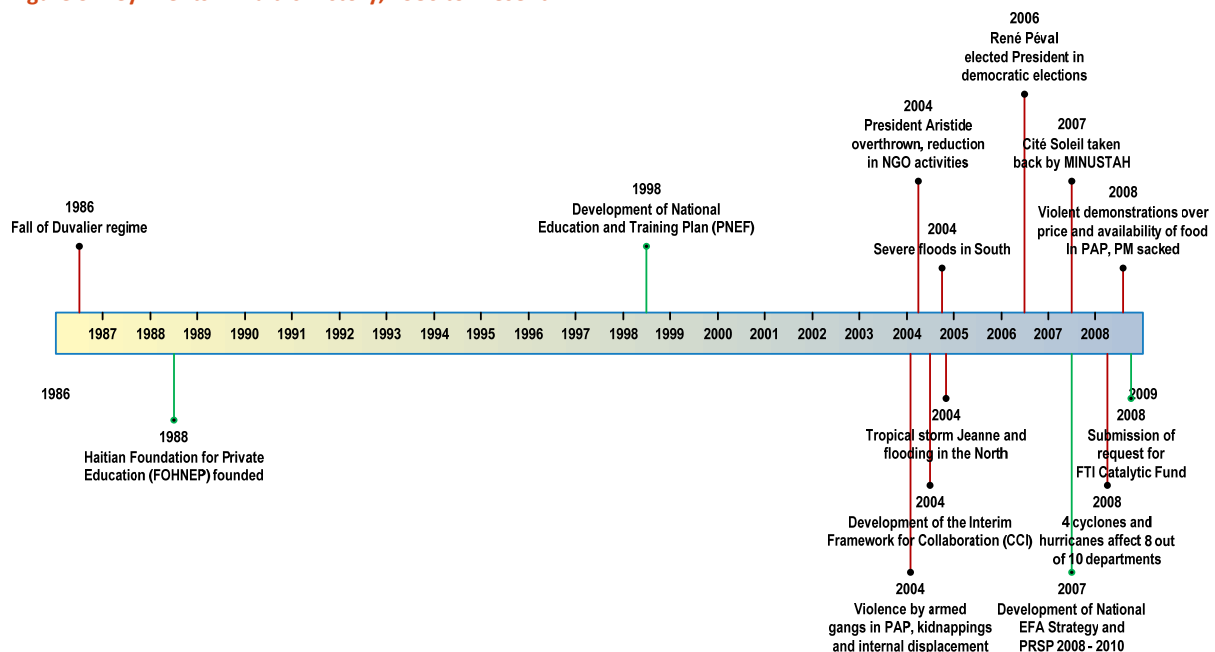 2006
René Péval
elected President in
democratic elections
2004
President Aristide
overthrown, reduction
in NGO activities
2007
Cité Soleil taken
back by MINUSTAH
1986
Fall of Duvalier regime
1998
Development of National
Education and Training Plan (PNEF)
2004
Severe floods in South
2008
Violent demonstrations over
price and availability of food
In PAP, PM sacked
1987 1988 1989 1990 1991 1992 1993 1994 1995 1996 1997 1998 1999 2000 2001 2002 2003 2004 2005 2006 2007 2008
1986
2009
1988
Haitian Foundation for Private
Education (FOHNEP) founded
2004
Tropical storm Jeanne and
flooding in the North
2008
Submission of
request for
FTI Catalytic Fund
2004
Development of the Interim
Framework for Collaboration (CCI)
2008
4 cyclones and
hurricanes affect 8 out
of 10 departments
2004
Violence by armed
gangs in PAP, kidnappings
and internal displacement
2007
Development of National
EFA Strategy and
PRSP 2008 - 2010